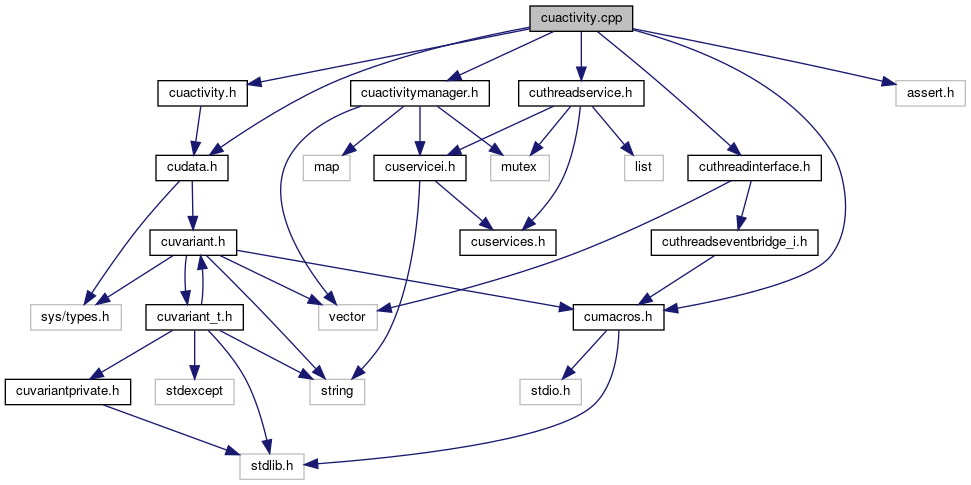 cuactivity.cpp
cuactivity.h
cuactivitymanager.h
cuthreadservice.h
assert.h
cudata.h
map
cuservicei.h
mutex
list
cuthreadinterface.h
cuvariant.h
cuservices.h
cuthreadseventbridge_i.h
sys/types.h
cuvariant_t.h
vector
cumacros.h
cuvariantprivate.h
stdexcept
string
stdio.h
stdlib.h